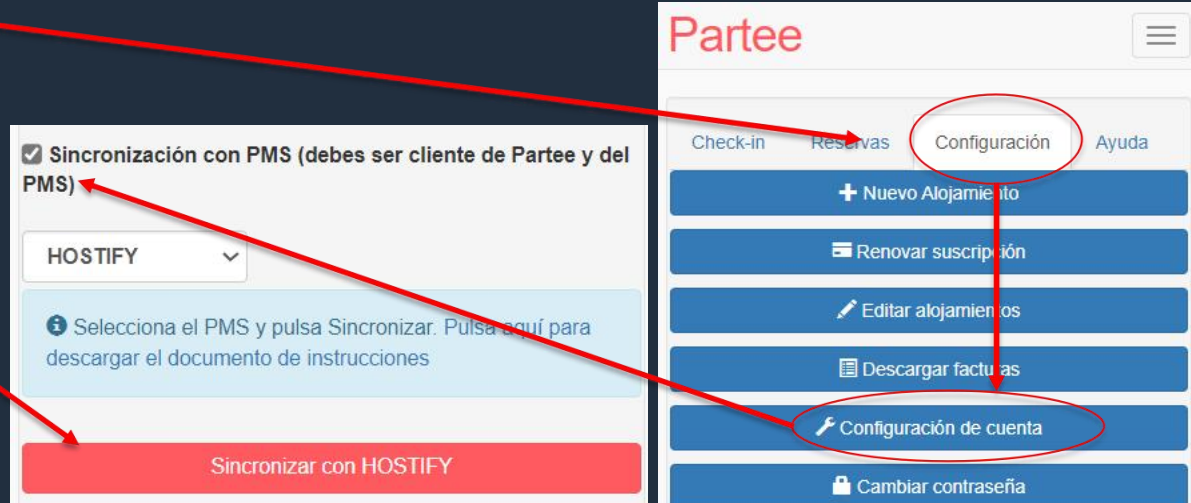 Partee
Check-in Reservas Configuración Ayuda
Nuevo Alojamiento
Renovar suscripción
Editar alojamientos
Descargar facturas
Configuración de cuenta
Cambiar contraseña
Sincronización con PMS (debes ser cliente de Partee y del
PMS)
HOSTIFY
Selecciona el PMS y pulsa Sincronizar. Pulsa aquí para
descargar el documento de instrucciones
Sincronizar con HOSTIFY